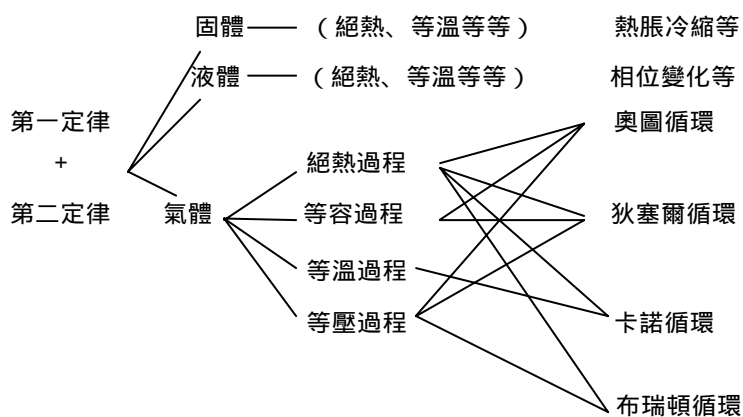 固體 (絕熱、等溫等等) 熱脹冷縮等
液體 (絕熱、等溫等等) 相位變化等
第一定律
+
第二定律
氣體
絕熱過程
等容過程
等溫過程
等壓過程
奧圖循環
狄塞爾循環
卡諾循環
布瑞頓循環